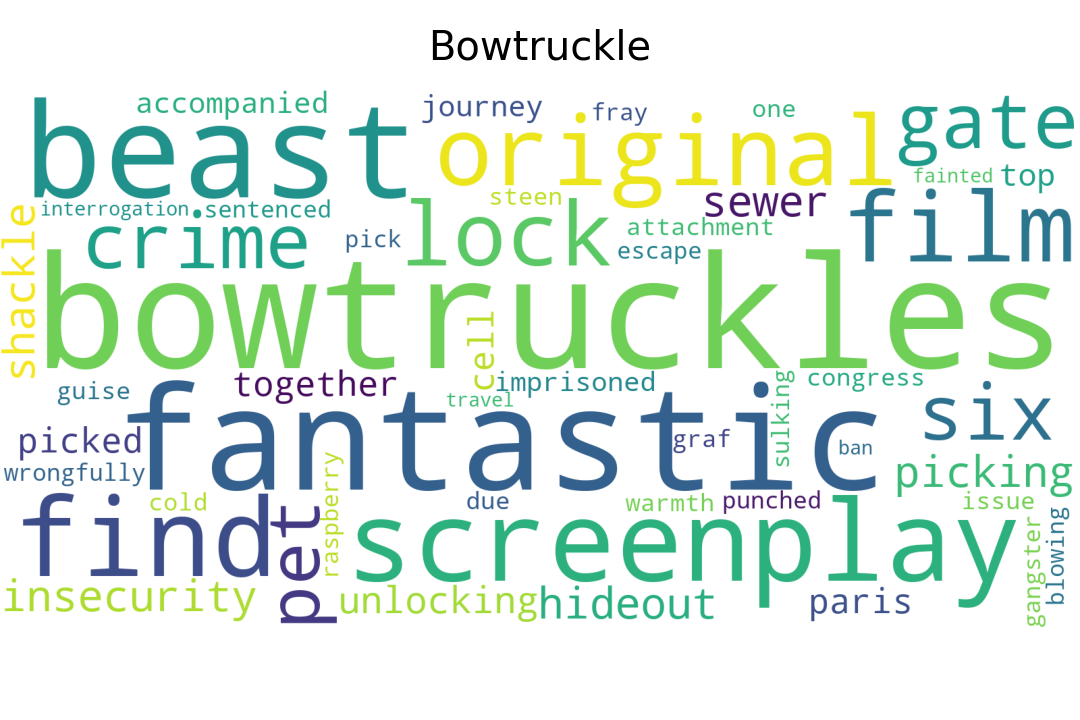 Bowtruckle
accompanied
journey
fray
one
gate
beast
original
fainted
top
interrogation
sentenced
steen
sewer
film
shackle
crime
pick
lock
attachment
escape
bowtruckles
cell
guise
together
imprisoned
travel
sulking
congress
six
fantastic
picked
graf
ban
wrongfully
picking
cold
raspberry
due
warmth
punched
issue
find
pet
screenplay
gangster
blowing
insecurity
unlocking
hideout
paris